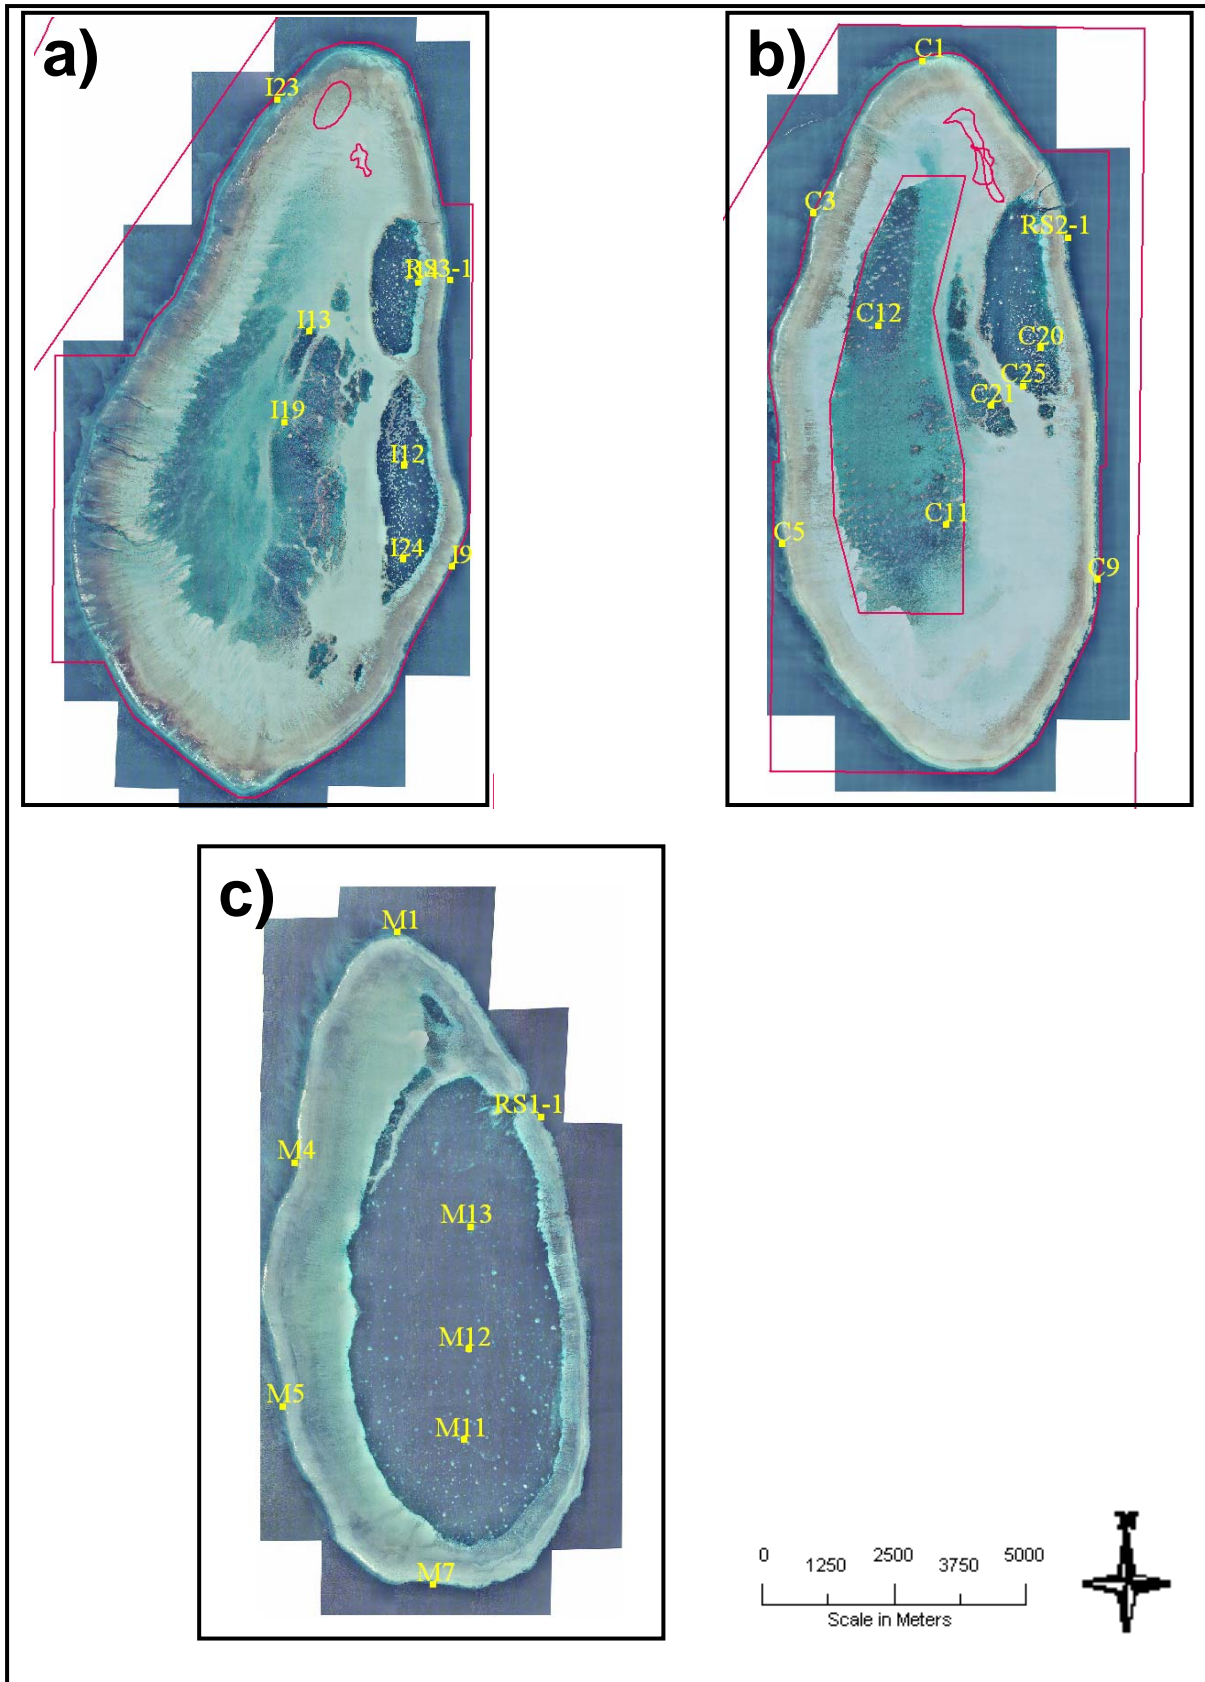 a)
I23
RS3-1
I13
I19
I12
I24
I9
b)
C1
C3
RS2-1
C12
C20
C25
C21
C11
C5
C9
c)
M1
RS1-1
M4
M13
M12
M5
M11
M7
0 1250 2500 3750 5000
Scale in Meters
N